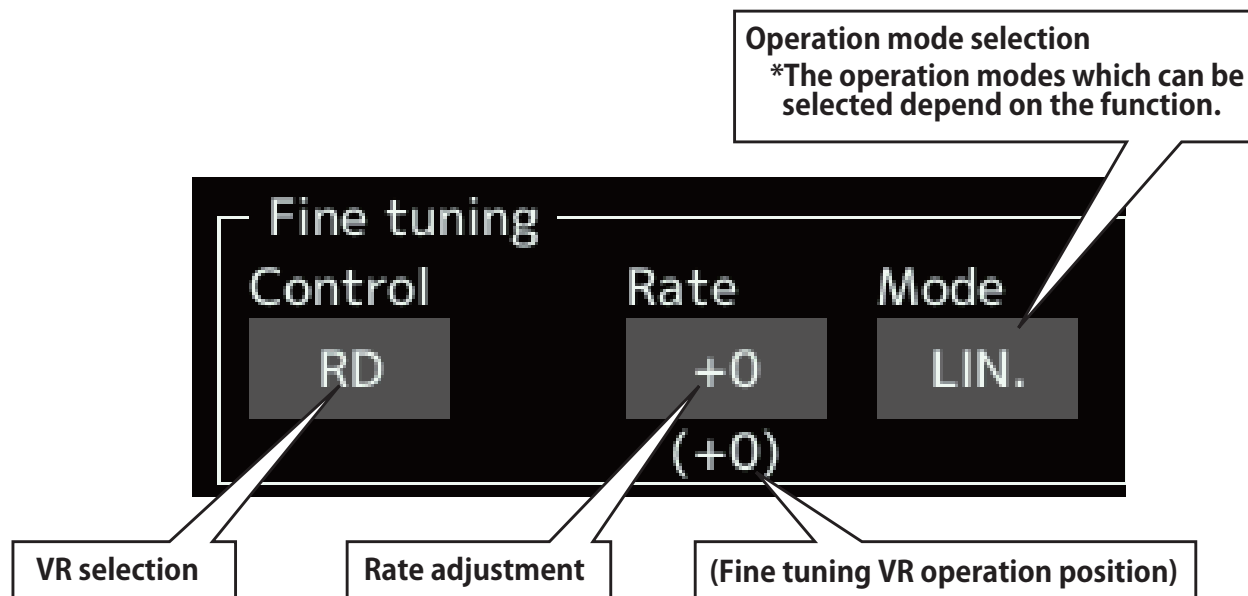 Operation mode selection
*The operation modes which can be
selected depend on the function.
Fine tuning
Control Rate Mode
RD +0 LIN.
(+0)
VR selection Rate adjustment (Fine tuning VR operation position)